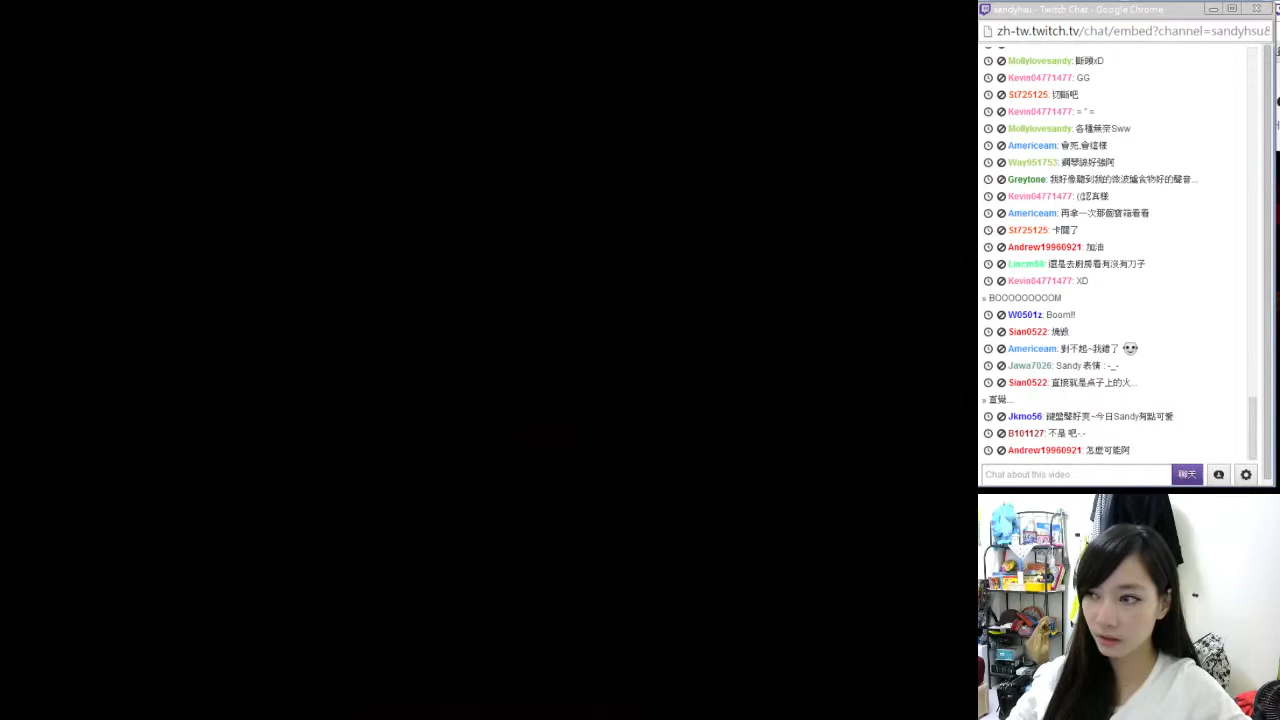 sandyhsu - Twitch Chat - Google Chrome
zh-tw.twitch.tv/chat/embed?channel=sandyhsu&
Mollylovesandy: 斷頭xD
Kevin04771477: GG
St725125: 切斷吧
Kevin04771477: = " =
Mollylovesandy: 各種無奈Sww
Americeam: 會死,會這樣
Way951753: 鋼琴線好強阿
Greytone: 我好像聽到我的微波爐食物好的聲音...
Kevin04771477: ((認真樣
Americeam: 再拿一次那個寶箱看看
St725125: 卡關了
Andrew19960921: 加油
Lincm88: 還是去廚房看有沒有刀子
Kevin04771477: XD
» BOOOOOOOOM
W0501z: Boom!!
Sian0522: 燒毀
Americeam: 對不起~我錯了
Jawa7026: Sandy 表情 : -_-
Sian0522: 直接就是桌子上的火...
» 直覺...
Jkmo56: 鍵盤聲好爽~今日Sandy有點可愛
B101127: 不是 吧-.-
Andrew19960921: 怎麼可能阿
Chat about this video.
聊天